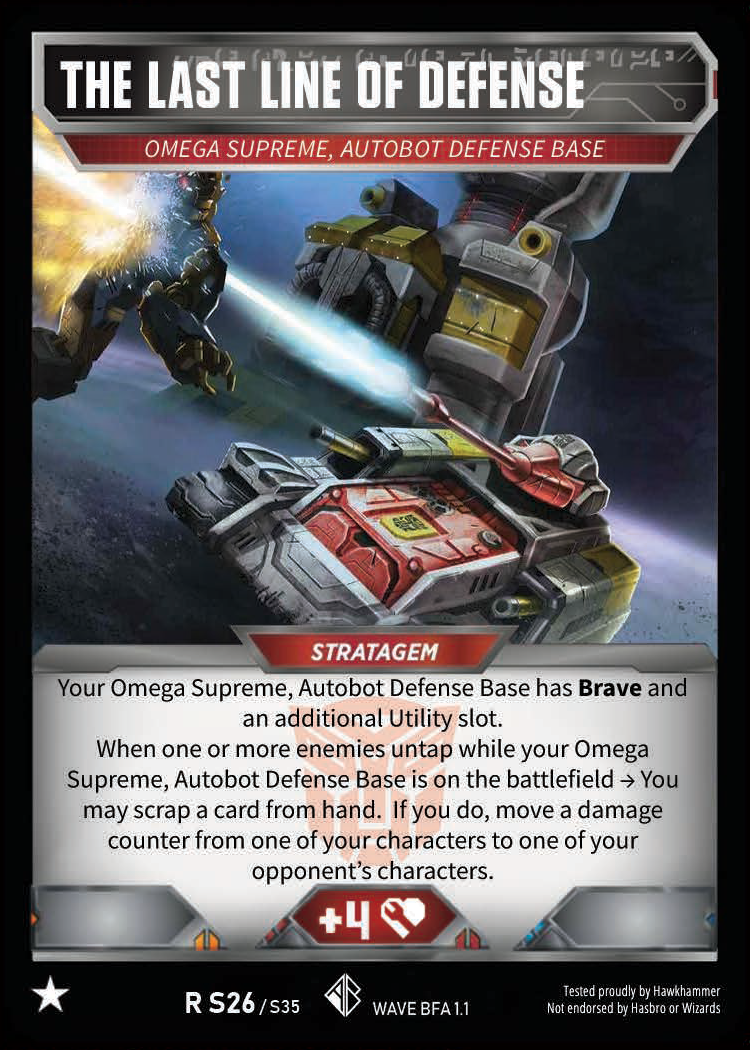 THE LAST LINE OF DEFENSE
OMEGA SUPREME, AUTOBOT DEFENSE BASE
STRATAGEM
Your Omega Supreme, Autobot Defense Base has Brave and
an additional Utility slot.
When one or more enemies untap while your Omega
Supreme, Autobot Defense Base is on the battlefield → You
may scrap a card from hand.  If you do, move a damage
counter from one of your characters to one of your
opponent's characters.
+4
R S26/S35
WAVE BFA 1.1
Tested proudly by Hawkhammer
Not endorsed by Hasbro or Wizards